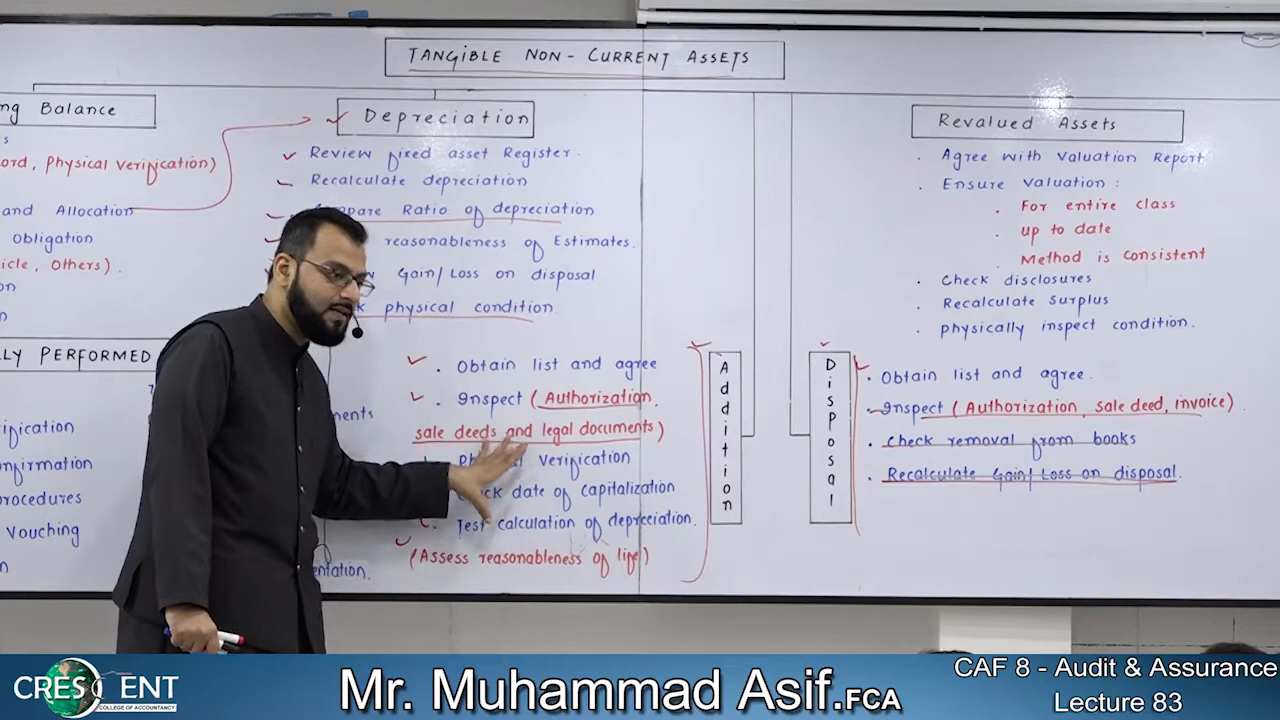 TANGIBLE NON - CURRENT ASSETS
ng Balance
s
ord, physical verification)
and Allocation
Obligation
icle, Others).
on
n
LLY PERFORMED
ments
ification
onfirmation
procedures
Vouching
n
entation.
Depreciation
Review fixed asset Register.
Recalculate depreciation
Compare Ratio of depreciation
reasonableness of Estimates.
Gain/Loss on disposal
physical condition
. Obtain list and agree
. Inspect (Authorization,
sale deeds and legal documents)
verification
date of capitalization
. Test calculation of depreciation.
(Assess reasonableness of life)
Addition
Disposal
. Obtain list and agree.
. Inspect (Authorization, sale deed, invoice)
. Check removal from books
. Recalculate Gain/Loss on disposal.
Revalued Assets
. Agree with Valuation Report
. Ensure Valuation :
. For entire class
. up to date
. Method is consistent
. Check disclosures
. Recalculate Surplus
. physically inspect condition.
CRESCENT
COLLEGE OF ACCOUNTANCY
Mr. Muhammad Asif.FCA
CAF 8 - Audit & Assurance
Lecture 83